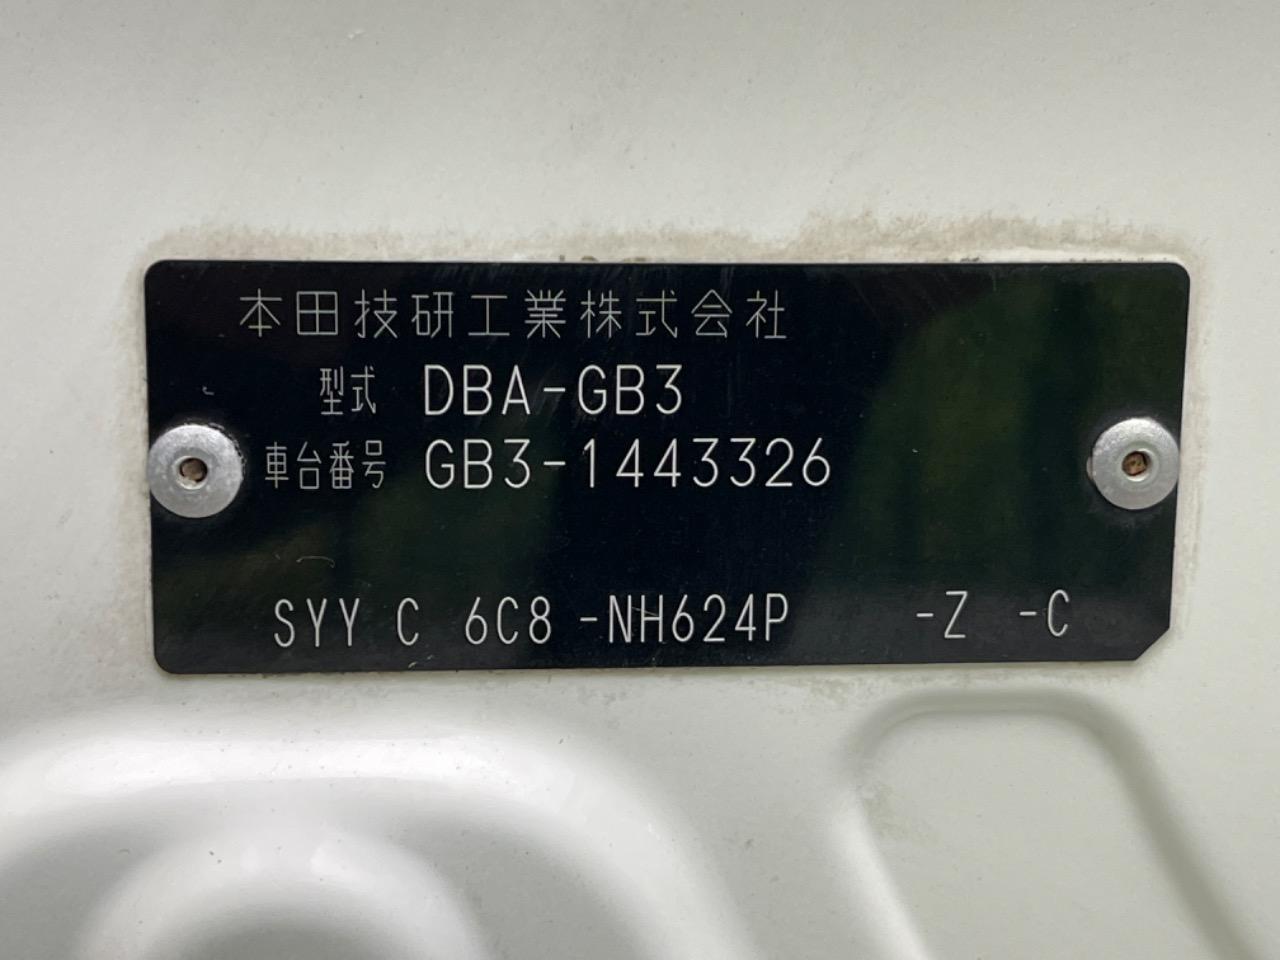 本田技研工業株式会社
型式 DBA-GB3
車台番号 GB3-1443326
SYY C 6C8 -NH624P -Z -C